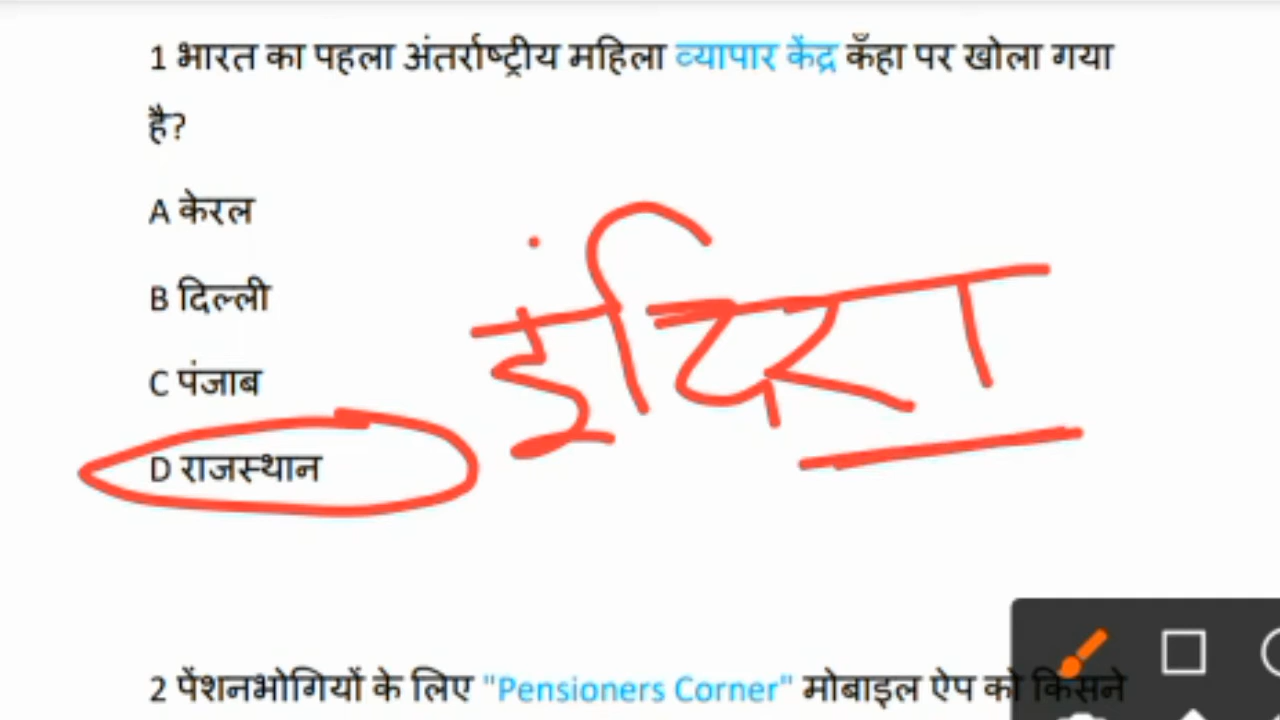 1 भारत का पहला अंतर्राष्ट्रीय महिला व्यापार केंद्र कँहा पर खोला गया
है?
A केरल
B दिल्ली
C पंजाब
D राजस्थान
इंदिरा
2 पेंशनभोगियों के लिए "Pensioners Corner" मोबाइल ऐप को किसने